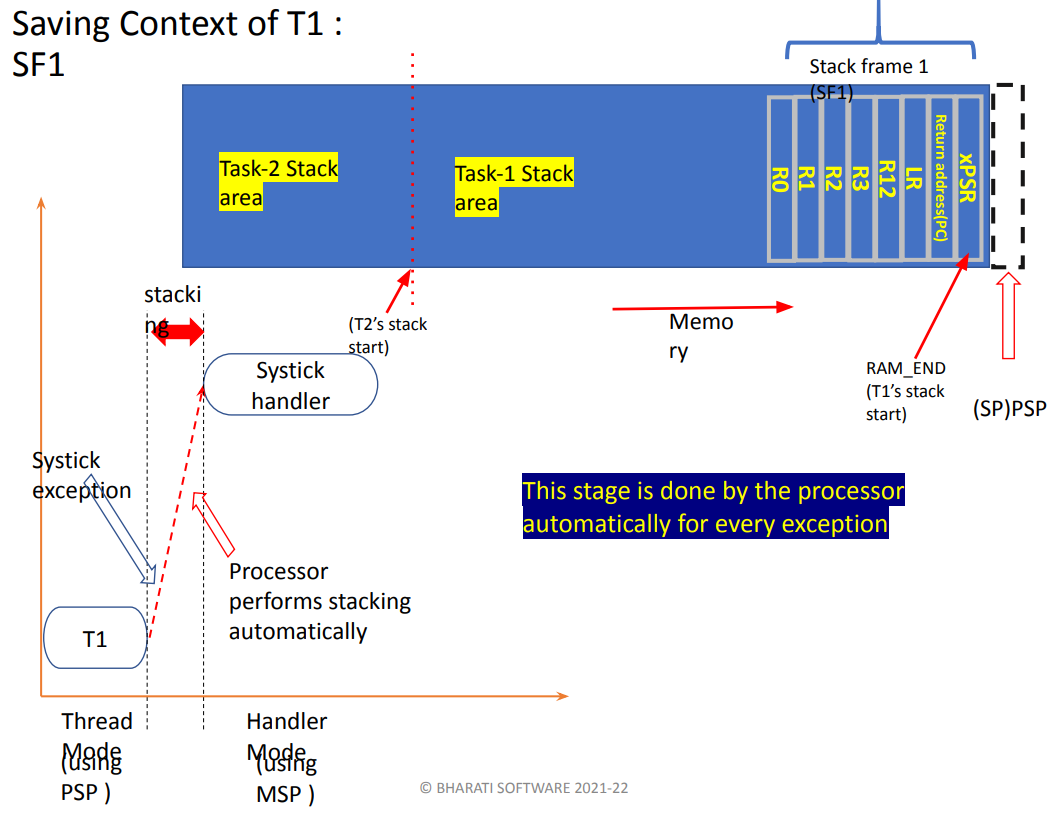 Saving Context of T1 :
SF1
Stack frame 1
(SF1)
Task-2 Stack
area
Task-1 Stack
area
R0
R1
R2
R3
R12
LR
Return address(PC)
xPSR
stacki
ng
(T2's stack
start)
Memo
ry
RAM_END
(T1's stack
start)
(SP)PSP
Systick
handler
Systick
exception
This stage is done by the processor
automatically for every exception
Processor
performs stacking
automatically
T1
Thread
Mode
(using
PSP )
Handler
Mode
(using
MSP )
© BHARATI SOFTWARE 2021-22